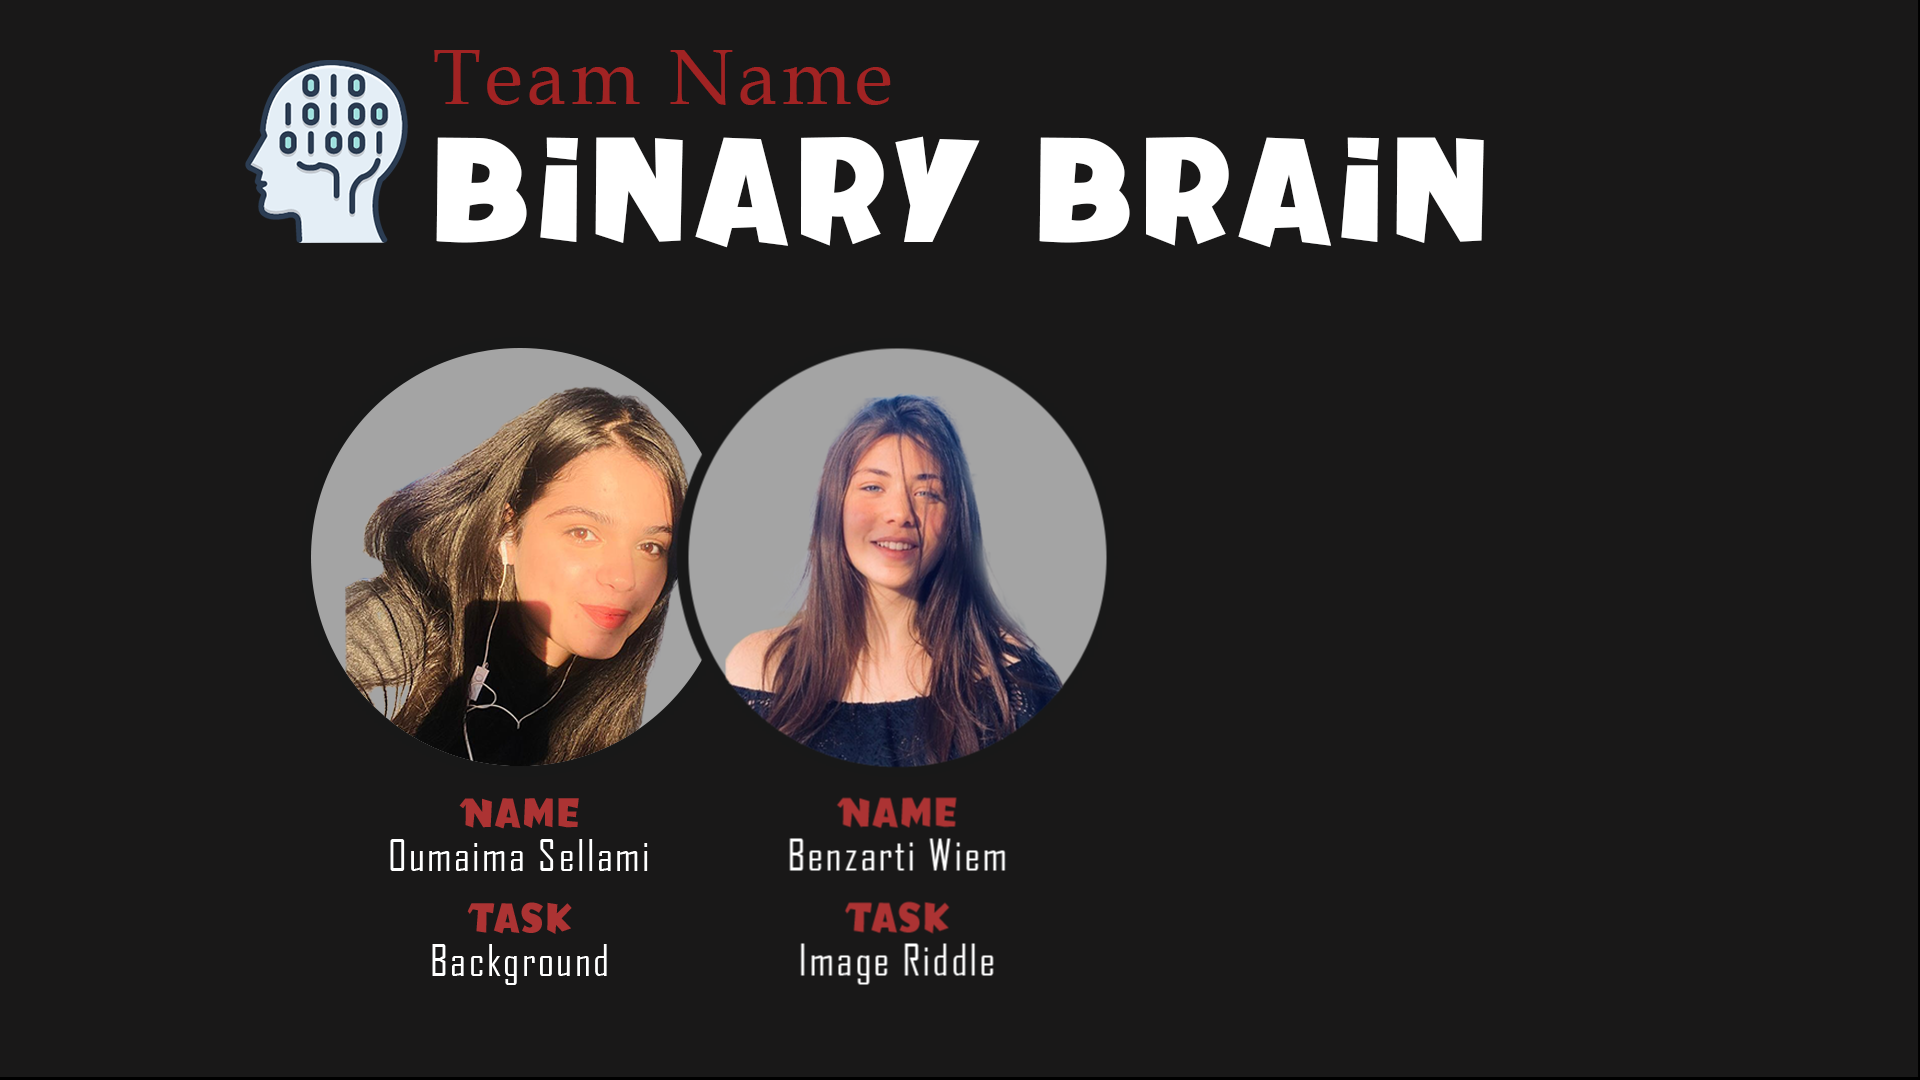 010
10100
01001
Team Name
BiNARY BRAiN
NAME
Oumaima Sellami
TASK
Background
NAME
Benzarti Wiem
TASK
Image Riddle